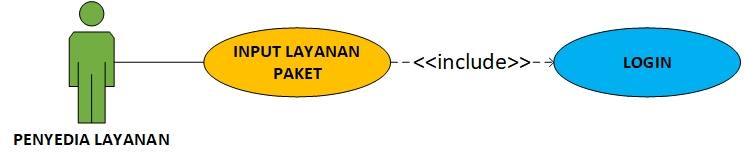 INPUT LAYANAN
PAKET
<<include>>
LOGIN
PENYEDIA LAYANAN